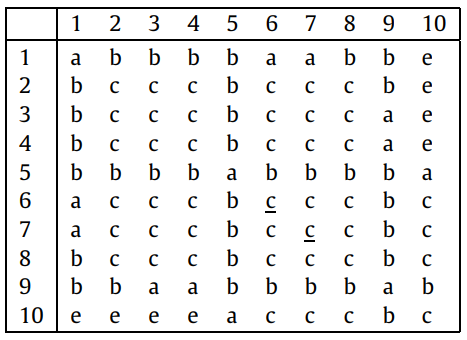 1 2 3 4 5 6 7 8 9 10
1 a b b b b a a b b e
2 b c c c b c c c b e
3 b c c c b c c c a e
4 b c c c b c c c a e
5 b b b b a b b b b a
6 a c c c b c c c b c
7 a c c c b c c c b c
8 b c c c b c c c b c
9 b b a a b b b b a b
10 e e e e a c c c b c